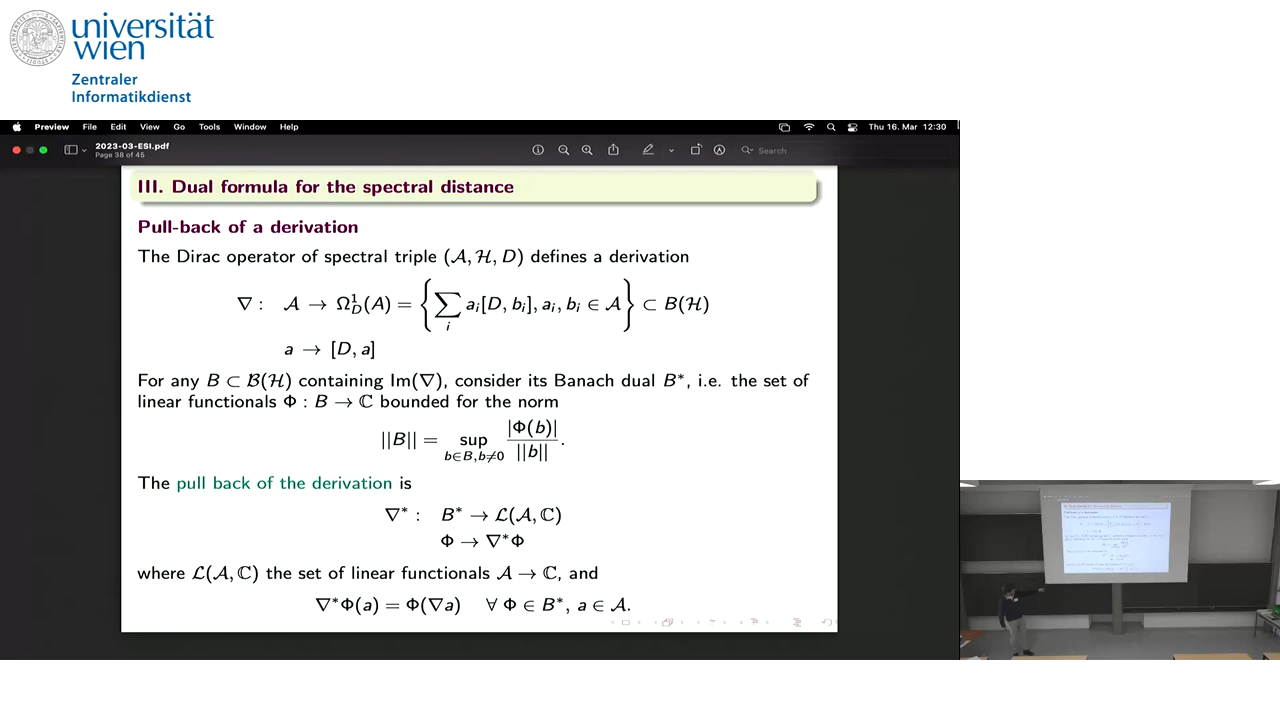 universität
wien
Zentraler
Informatikdienst
Preview File Edit View Go Tools Window Help Thu 16. Mar 12:30
2023-03-ESI.pdf
Page 38 of 45
Search
III. Dual formula for the spectral distance
Pull-back of a derivation
The Dirac operator of spectral triple (𝒜, ℋ, D) defines a derivation
∇ : 𝒜 → Ω¹_D(A) = { ∑_i a_i[D, b_i], a_i, b_i ∈ 𝒜 } ⊂ B(ℋ)
a → [D, a]
For any B ⊂ ℬ(ℋ) containing Im(∇), consider its Banach dual B*, i.e. the set of
linear functionals Φ : B → ℂ bounded for the norm
||B|| = sup_{b∈B,b≠0} |Φ(b)| / ||b||.
The pull back of the derivation is
∇* : B* → ℒ(𝒜, ℂ)
Φ → ∇*Φ
where ℒ(𝒜, ℂ) the set of linear functionals 𝒜 → ℂ, and
∇*Φ(a) = Φ(∇a) ∀ Φ ∈ B*, a ∈ 𝒜.